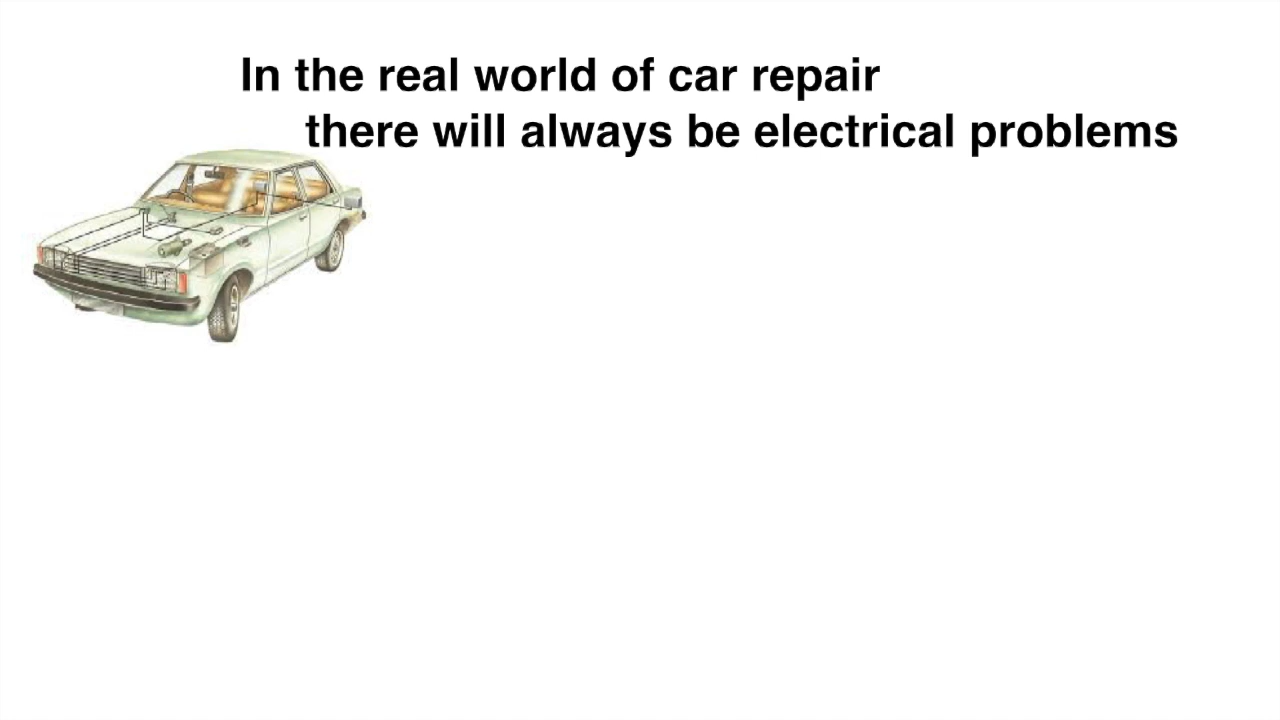 In the real world of car repair
there will always be electrical problems